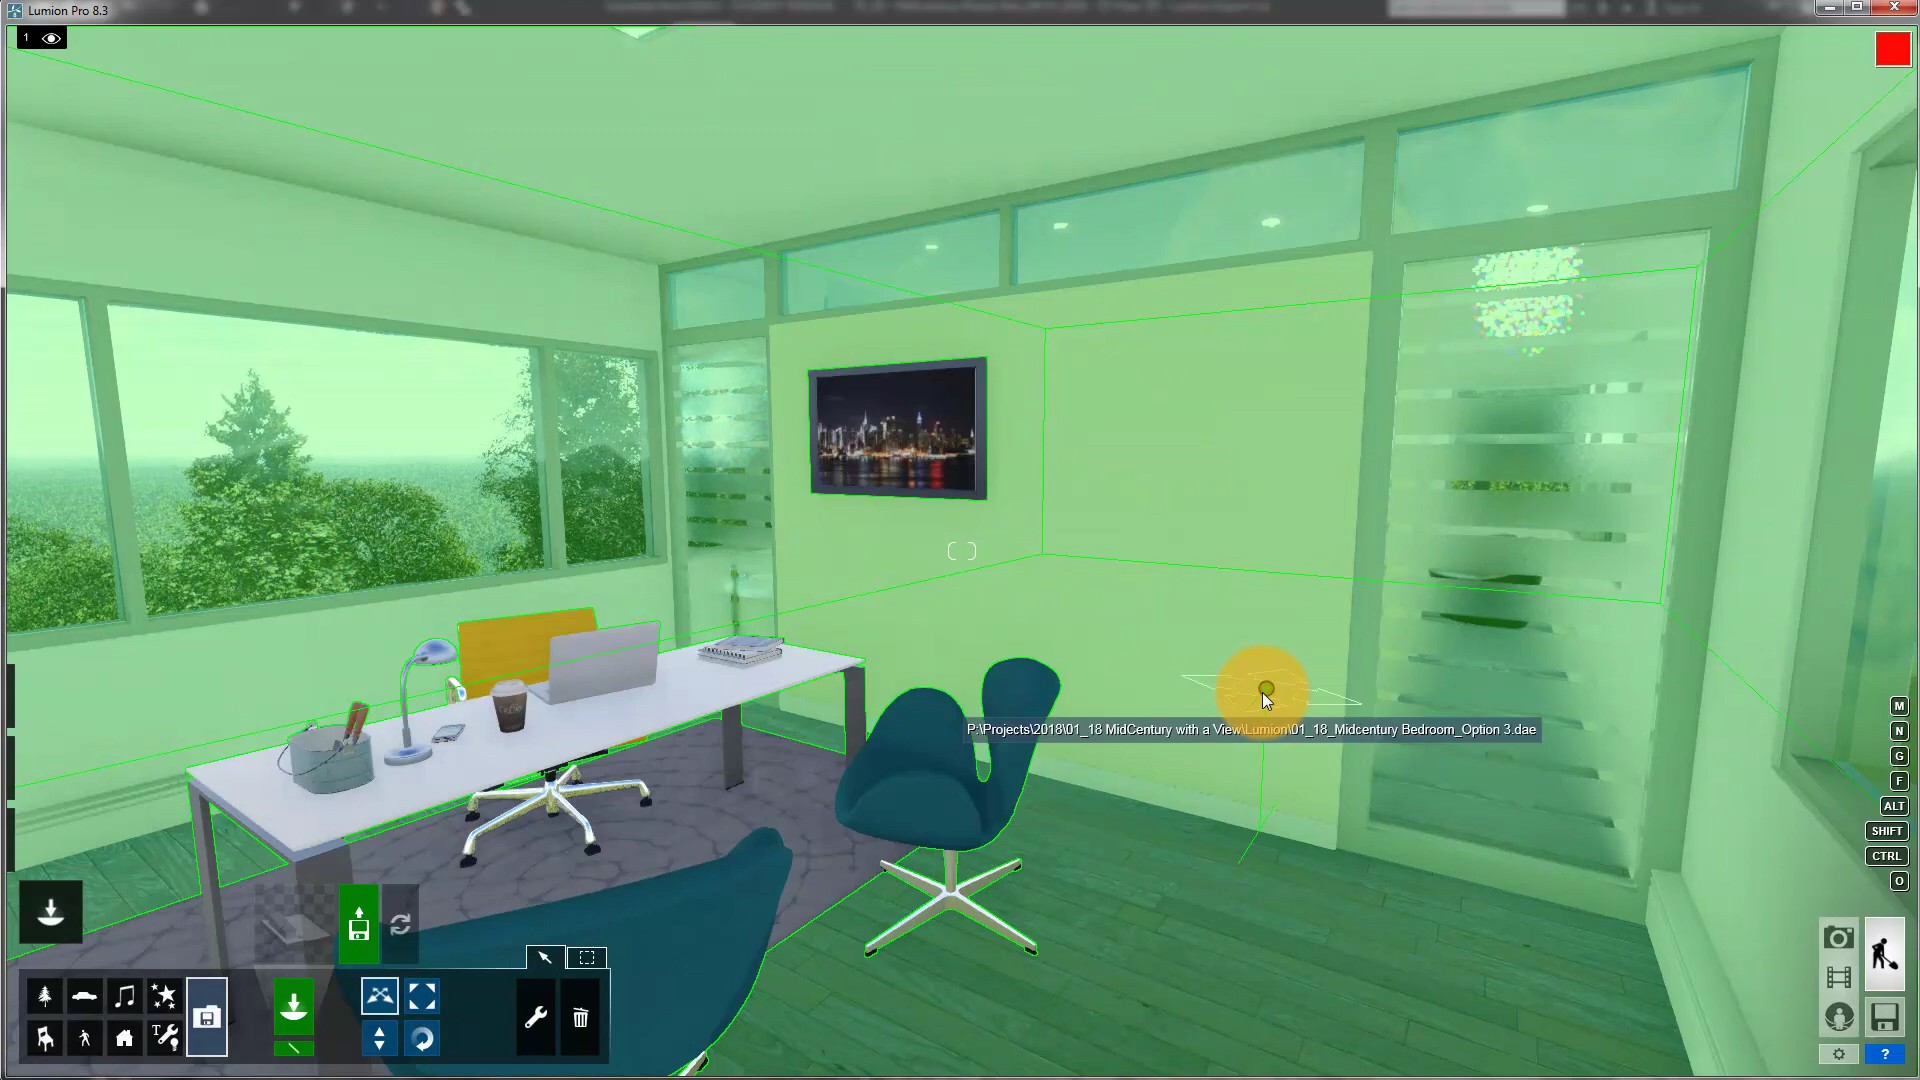 Lumion Pro 8.3
1
P:\Projects\2018\01_18 MidCentury with a View\Lumion\01_18_Midcentury Bedroom_Option 3.dae
M
N
G
F
ALT
SHIFT
CTRL
O
T
?